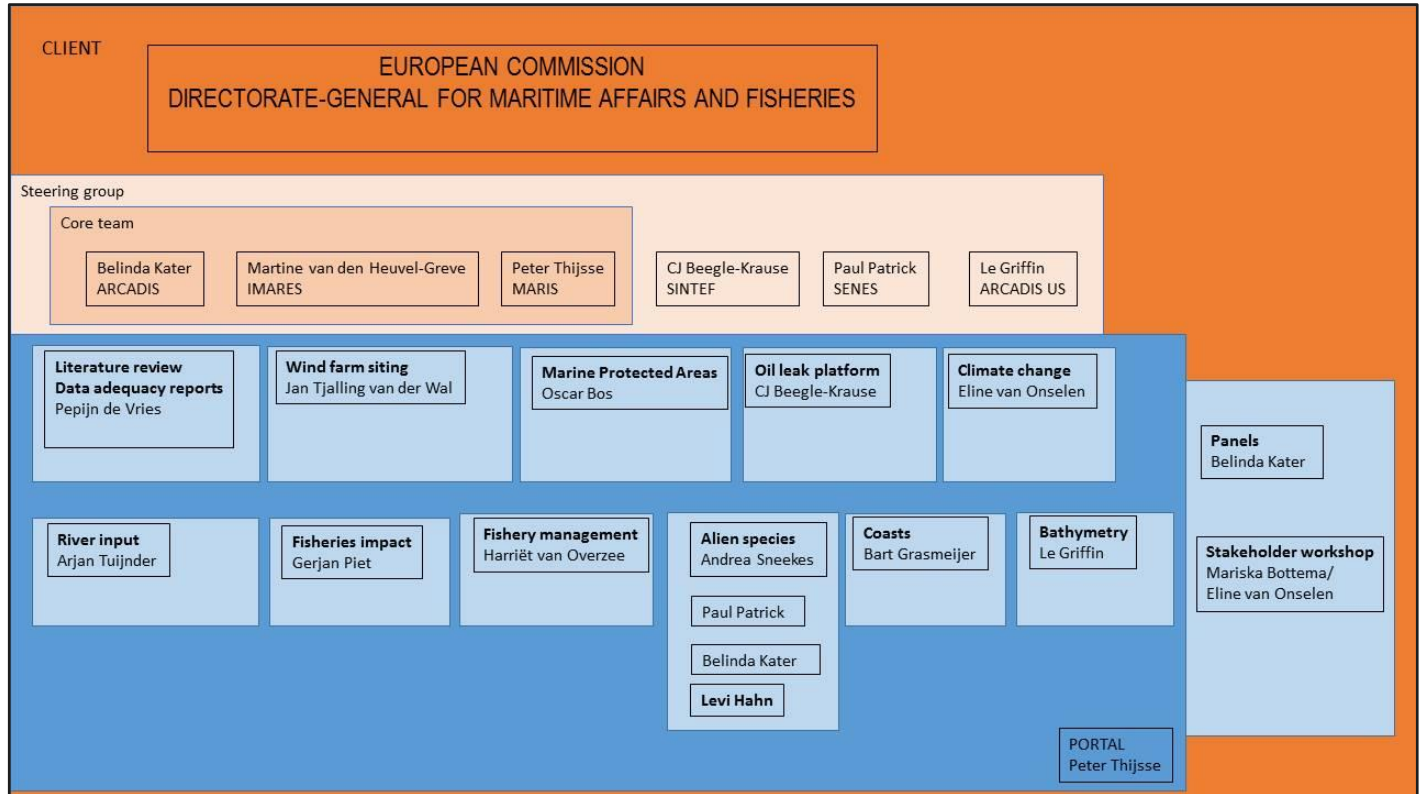 CLIENT
EUROPEAN COMMISSION
DIRECTORATE-GENERAL FOR MARITIME AFFAIRS AND FISHERIES
Steering group
Core team
Belinda Kater
ARCADIS
Martine van den Heuvel-Greve
IMARES
Peter Thijsse
MARIS
CJ Beegle-Krause
SINTEF
Paul Patrick
SENES
Le Griffin
ARCADIS US
Literature review
Data adequacy reports
Pepijn de Vries
Wind farm siting
Jan Tjalling van der Wal
Marine Protected Areas
Oscar Bos
Oil leak platform
CJ Beegle-Krause
Climate change
Eline van Onselen
Panels
Belinda Kater
River input
Arjan Tuijnder
Fisheries impact
Gerjan Piet
Fishery management
Harriët van Overzee
Alien species
Andrea Sneekes
Paul Patrick
Belinda Kater
Levi Hahn
Coasts
Bart Grasmeijer
Bathymetry
Le Griffin
Stakeholder workshop
Mariska Bottema/
Eline van Onselen
PORTAL
Peter Thijsse